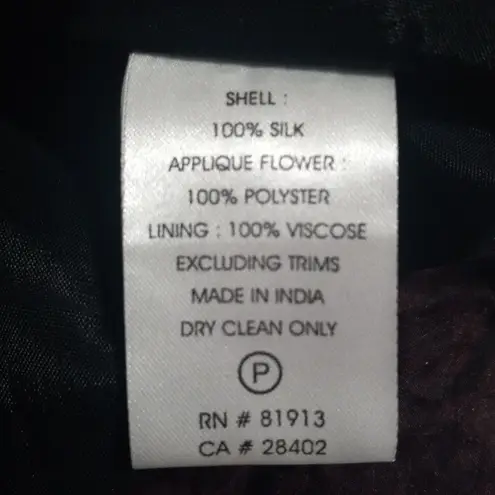 SHELL :
100% SILK
APPLIQUE FLOWER :
100% POLYSTER
LINING : 100% VISCOSE
EXCLUDING TRIMS
MADE IN INDIA
DRY CLEAN ONLY
P
RN # 81913
CA # 28402